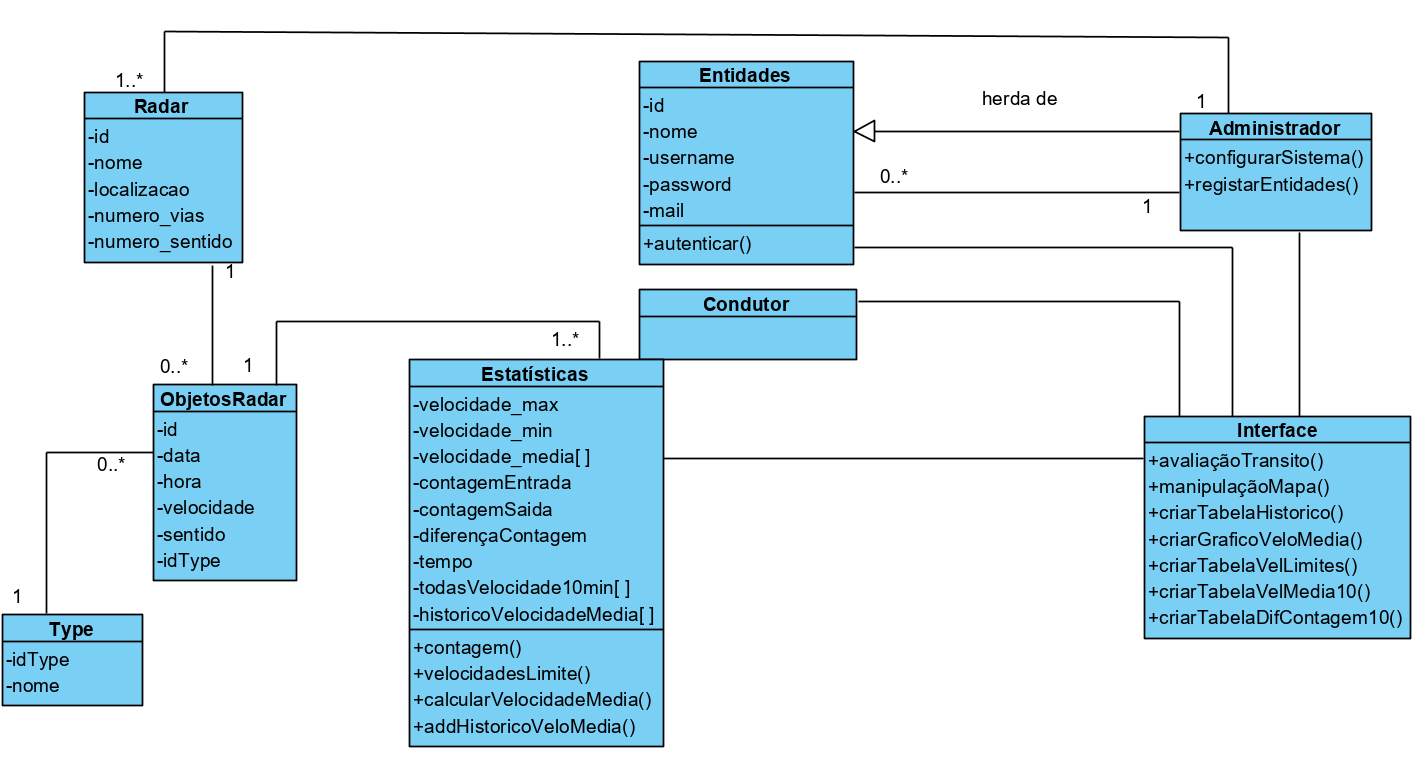 1..*
Radar
-id
-nome
-localizacao
-numero_vias
-numero_sentido
1
Entidades
-id
-nome
-username
-password
-mail
+autenticar()
herda de
0..*
1
1
Administrador
+configurarSistema()
+registarEntidades()
Condutor
0..*
1
1..*
ObjetosRadar
-id
-data
-hora
-velocidade
-sentido
-idType
0..*
1
Type
-idType
-nome
Estatísticas
-velocidade_max
-velocidade_min
-velocidade_media[ ]
-contagemEntrada
-contagemSaida
-diferençaContagem
-tempo
-todasVelocidade10min[ ]
-historicoVelocidadeMedia[ ]
+contagem()
+velocidadesLimite()
+calcularVelocidadeMedia()
+addHistoricoVeloMedia()
Interface
+avaliaçãoTransito()
+manipulaçãoMapa()
+criarTabelaHistorico()
+criarGraficoVeloMedia()
+criarTabelaVelLimites()
+criarTabelaVelMedia10()
+criarTabelaDifContagem10()